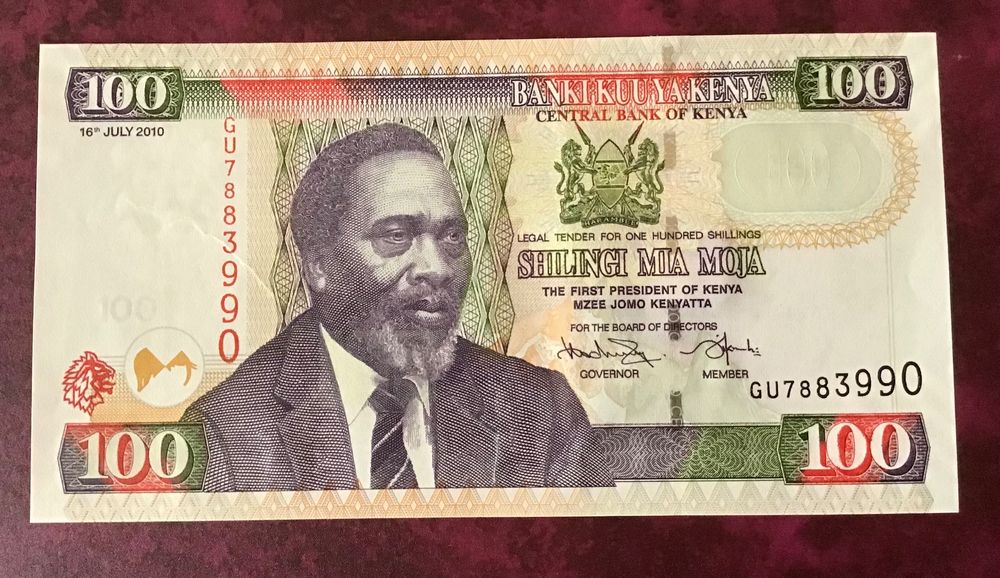 100
BANKI KUU YA KENYA
100
CENTRAL BANK OF KENYA
16th JULY 2010
GU7883990
HARAMBEE
LEGAL TENDER FOR ONE HUNDRED SHILLINGS
SHILINGI MIA MOJA
THE FIRST PRESIDENT OF KENYA
MZEE JOMO KENYATTA
100
FOR THE BOARD OF DIRECTORS
GOVERNOR MEMBER
GU7883990
100
100